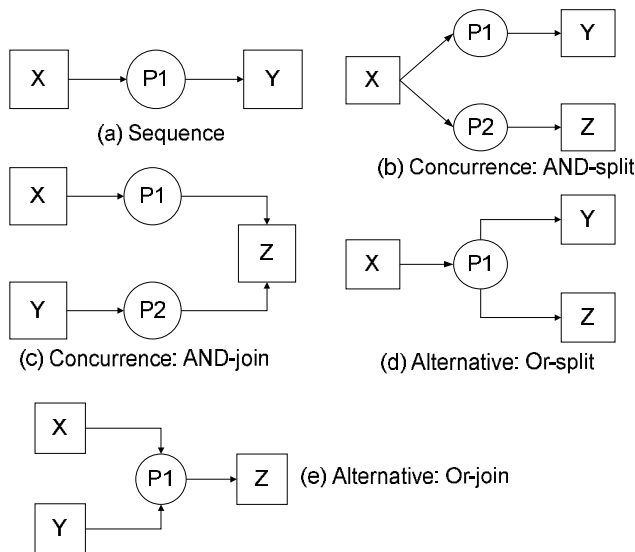 X P1 Y
(a) Sequence
X P1 Y
P2 Z
(b) Concurrence: AND-split
X P1
Z
Y P2
(c) Concurrence: AND-join
Y
X P1
Z
(d) Alternative: Or-split
X
P1 Z
Y
(e) Alternative: Or-join